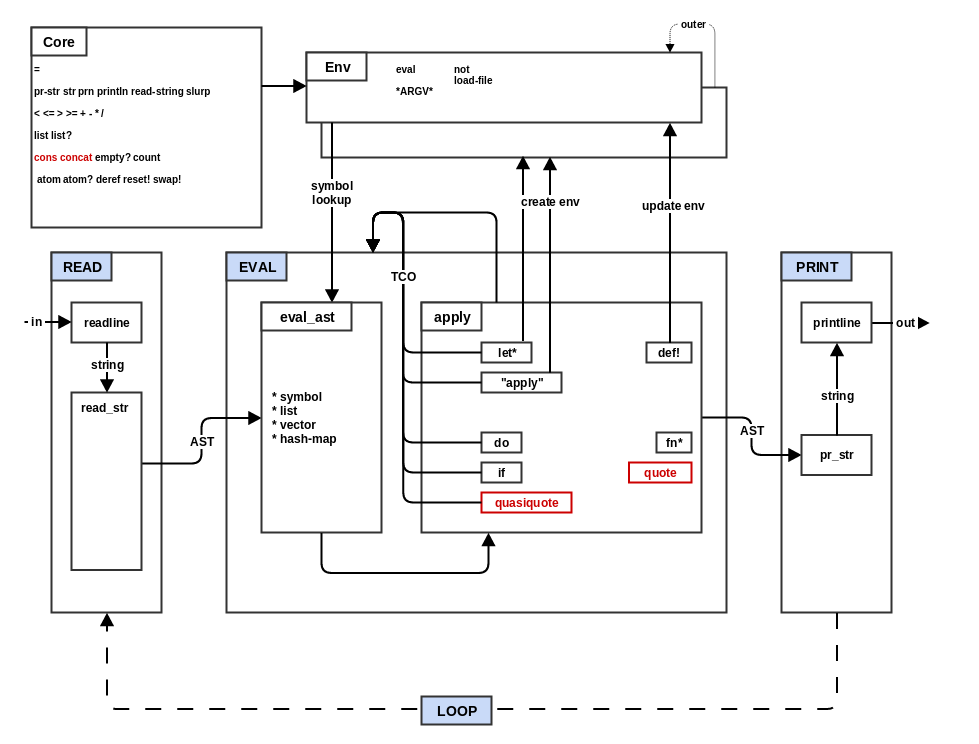 outer
Core
=
pr-str str prn println read-string slurp
< <= > >= + - * /
list list?
cons concat empty? count
atom atom? deref reset! swap!
Env
eval not
load-file
*ARGV*
symbol
lookup
create env
update env
READ
- in
readline
string
read_str
AST
EVAL
TCO
eval_ast
* symbol
* list
* vector
* hash-map
apply
let*
def!
"apply"
do
fn*
if
quote
quasiquote
AST
PRINT
printline
out
string
pr_str
LOOP